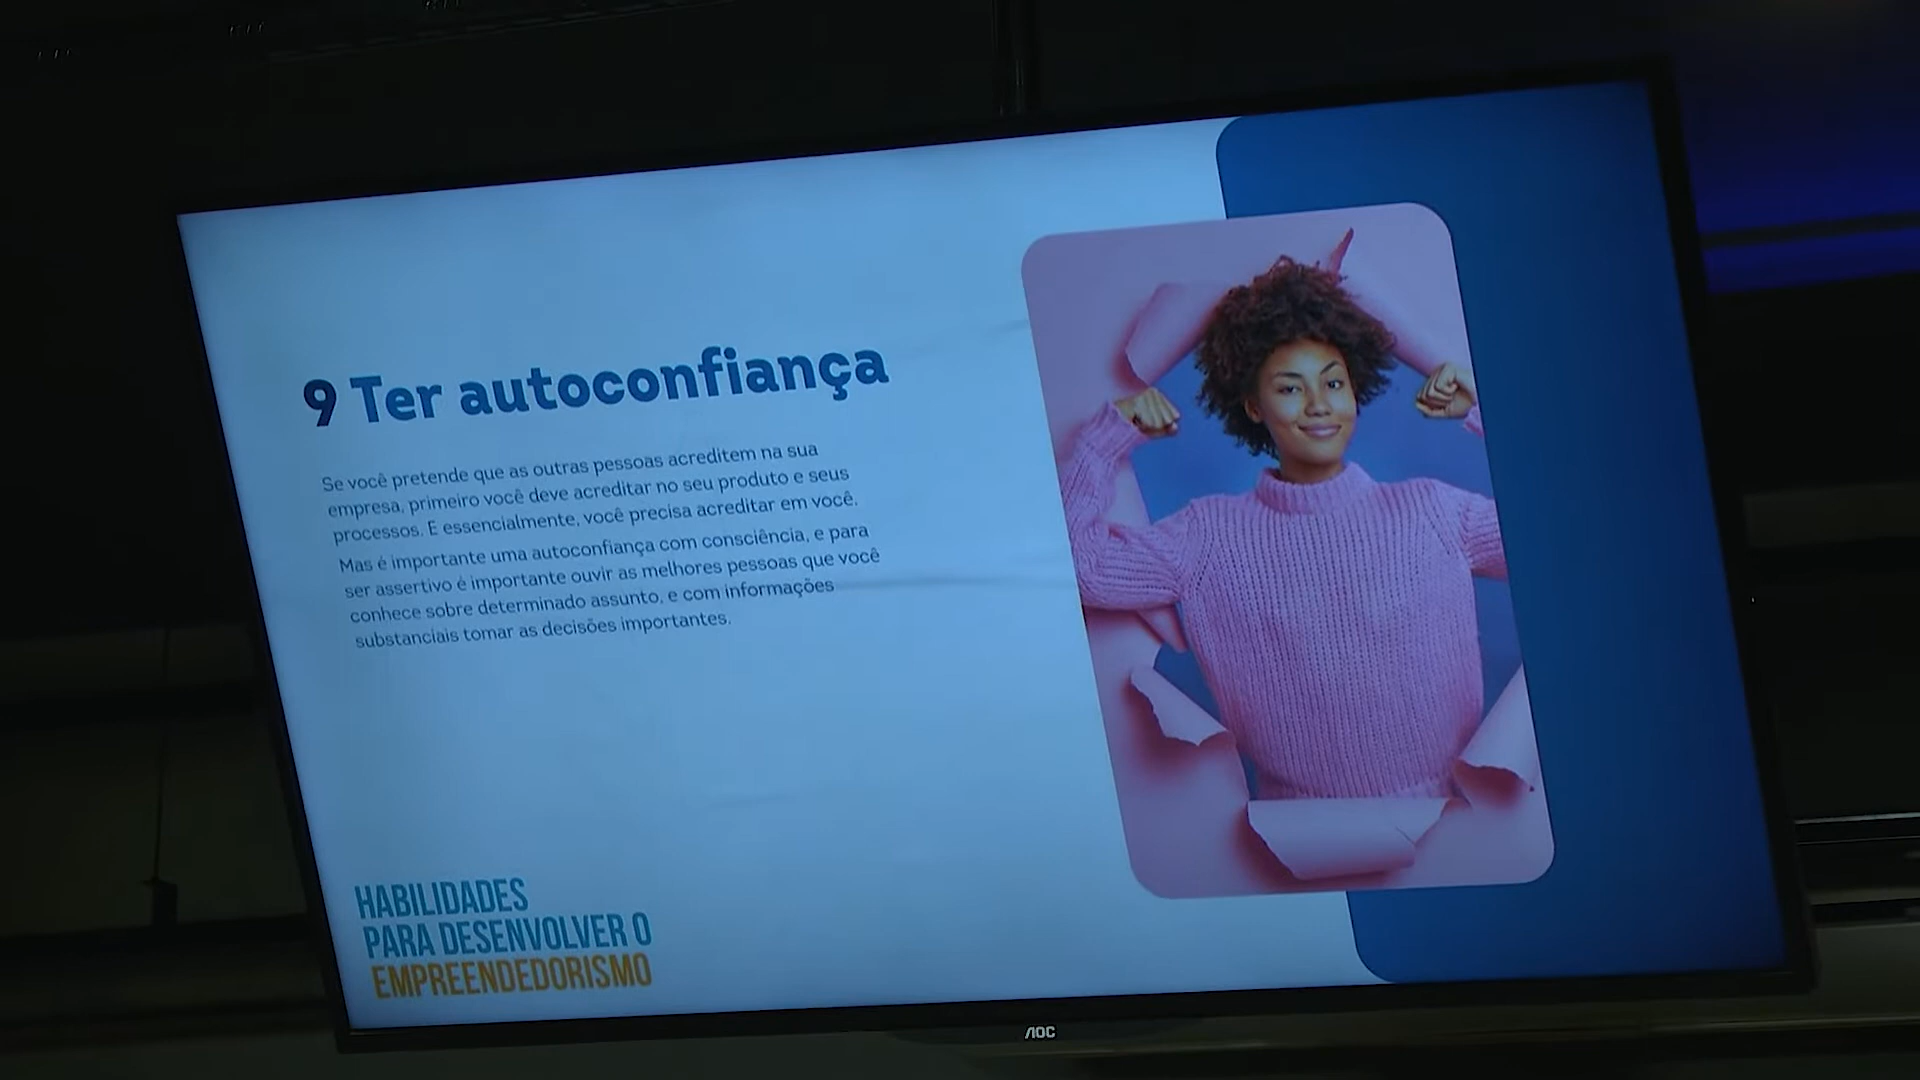 9 Ter autoconfiança
Se você pretende que as outras pessoas acreditem na sua
empresa, primeiro você deve acreditar no seu produto e seus
processos. E essencialmente, você precisa acreditar em você.
Mas é importante uma autoconfiança com consciência, e para
ser assertivo é importante ouvir as melhores pessoas que você
conhece sobre determinado assunto, e com informações
substanciais tomar as decisões importantes.
HABILIDADES
PARA DESENVOLVER O
EMPREENDEDORISMO
AOC